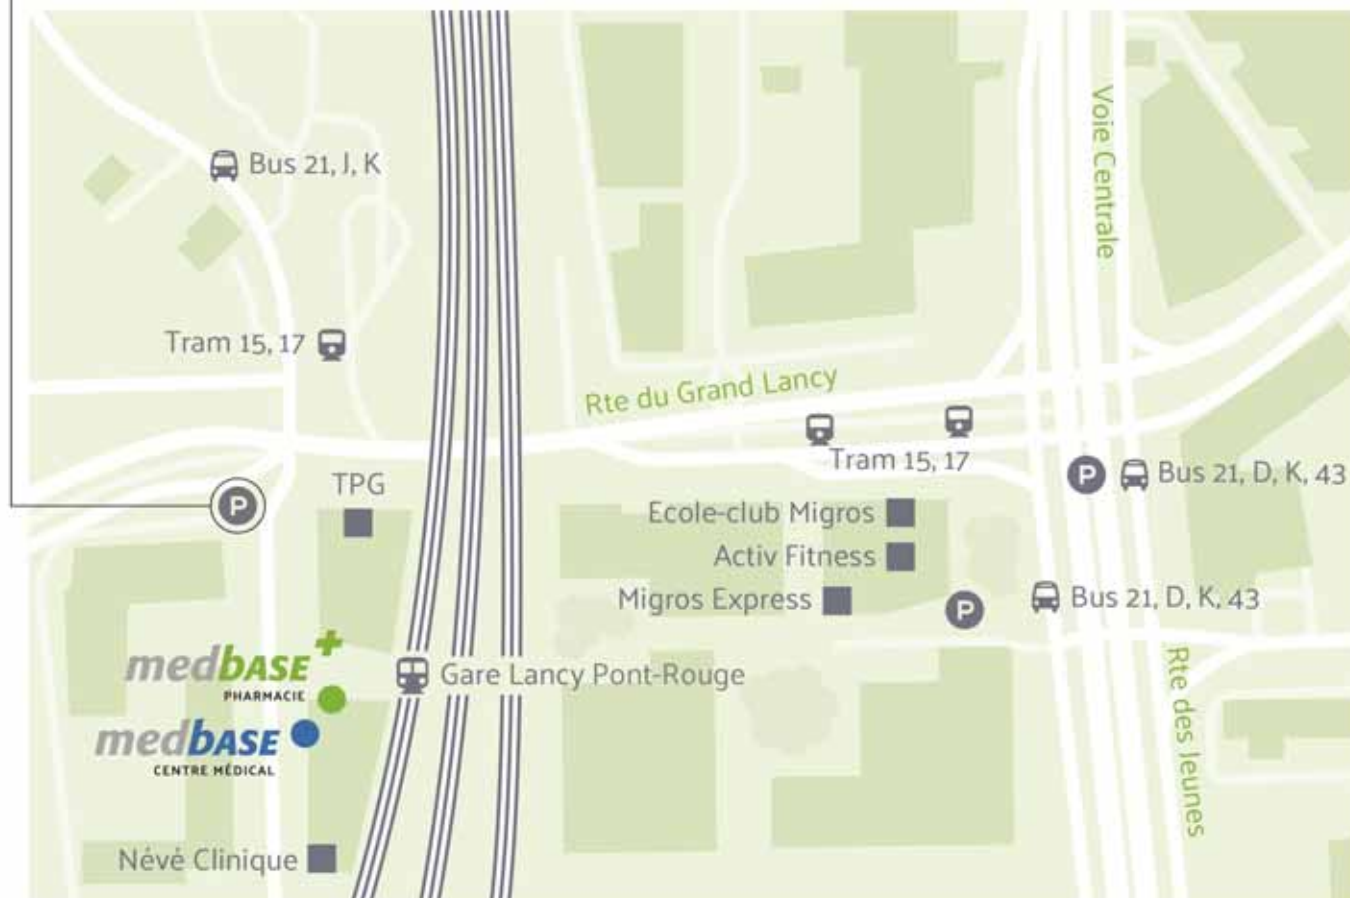 Bus 21, J, K
Voie Centrale
Tram 15, 17
Rte du Grand Lancy
Tram 15, 17
P
Bus 21, D, K, 43
TPG
P
Ecole-club Migros
Activ Fitness
Migros Express
P
Bus 21, D, K, 43
medbase+
PHARMACIE
Gare Lancy Pont-Rouge
Rte des Jeunes
medbase
CENTRE MÉDICAL
Névé Clinique